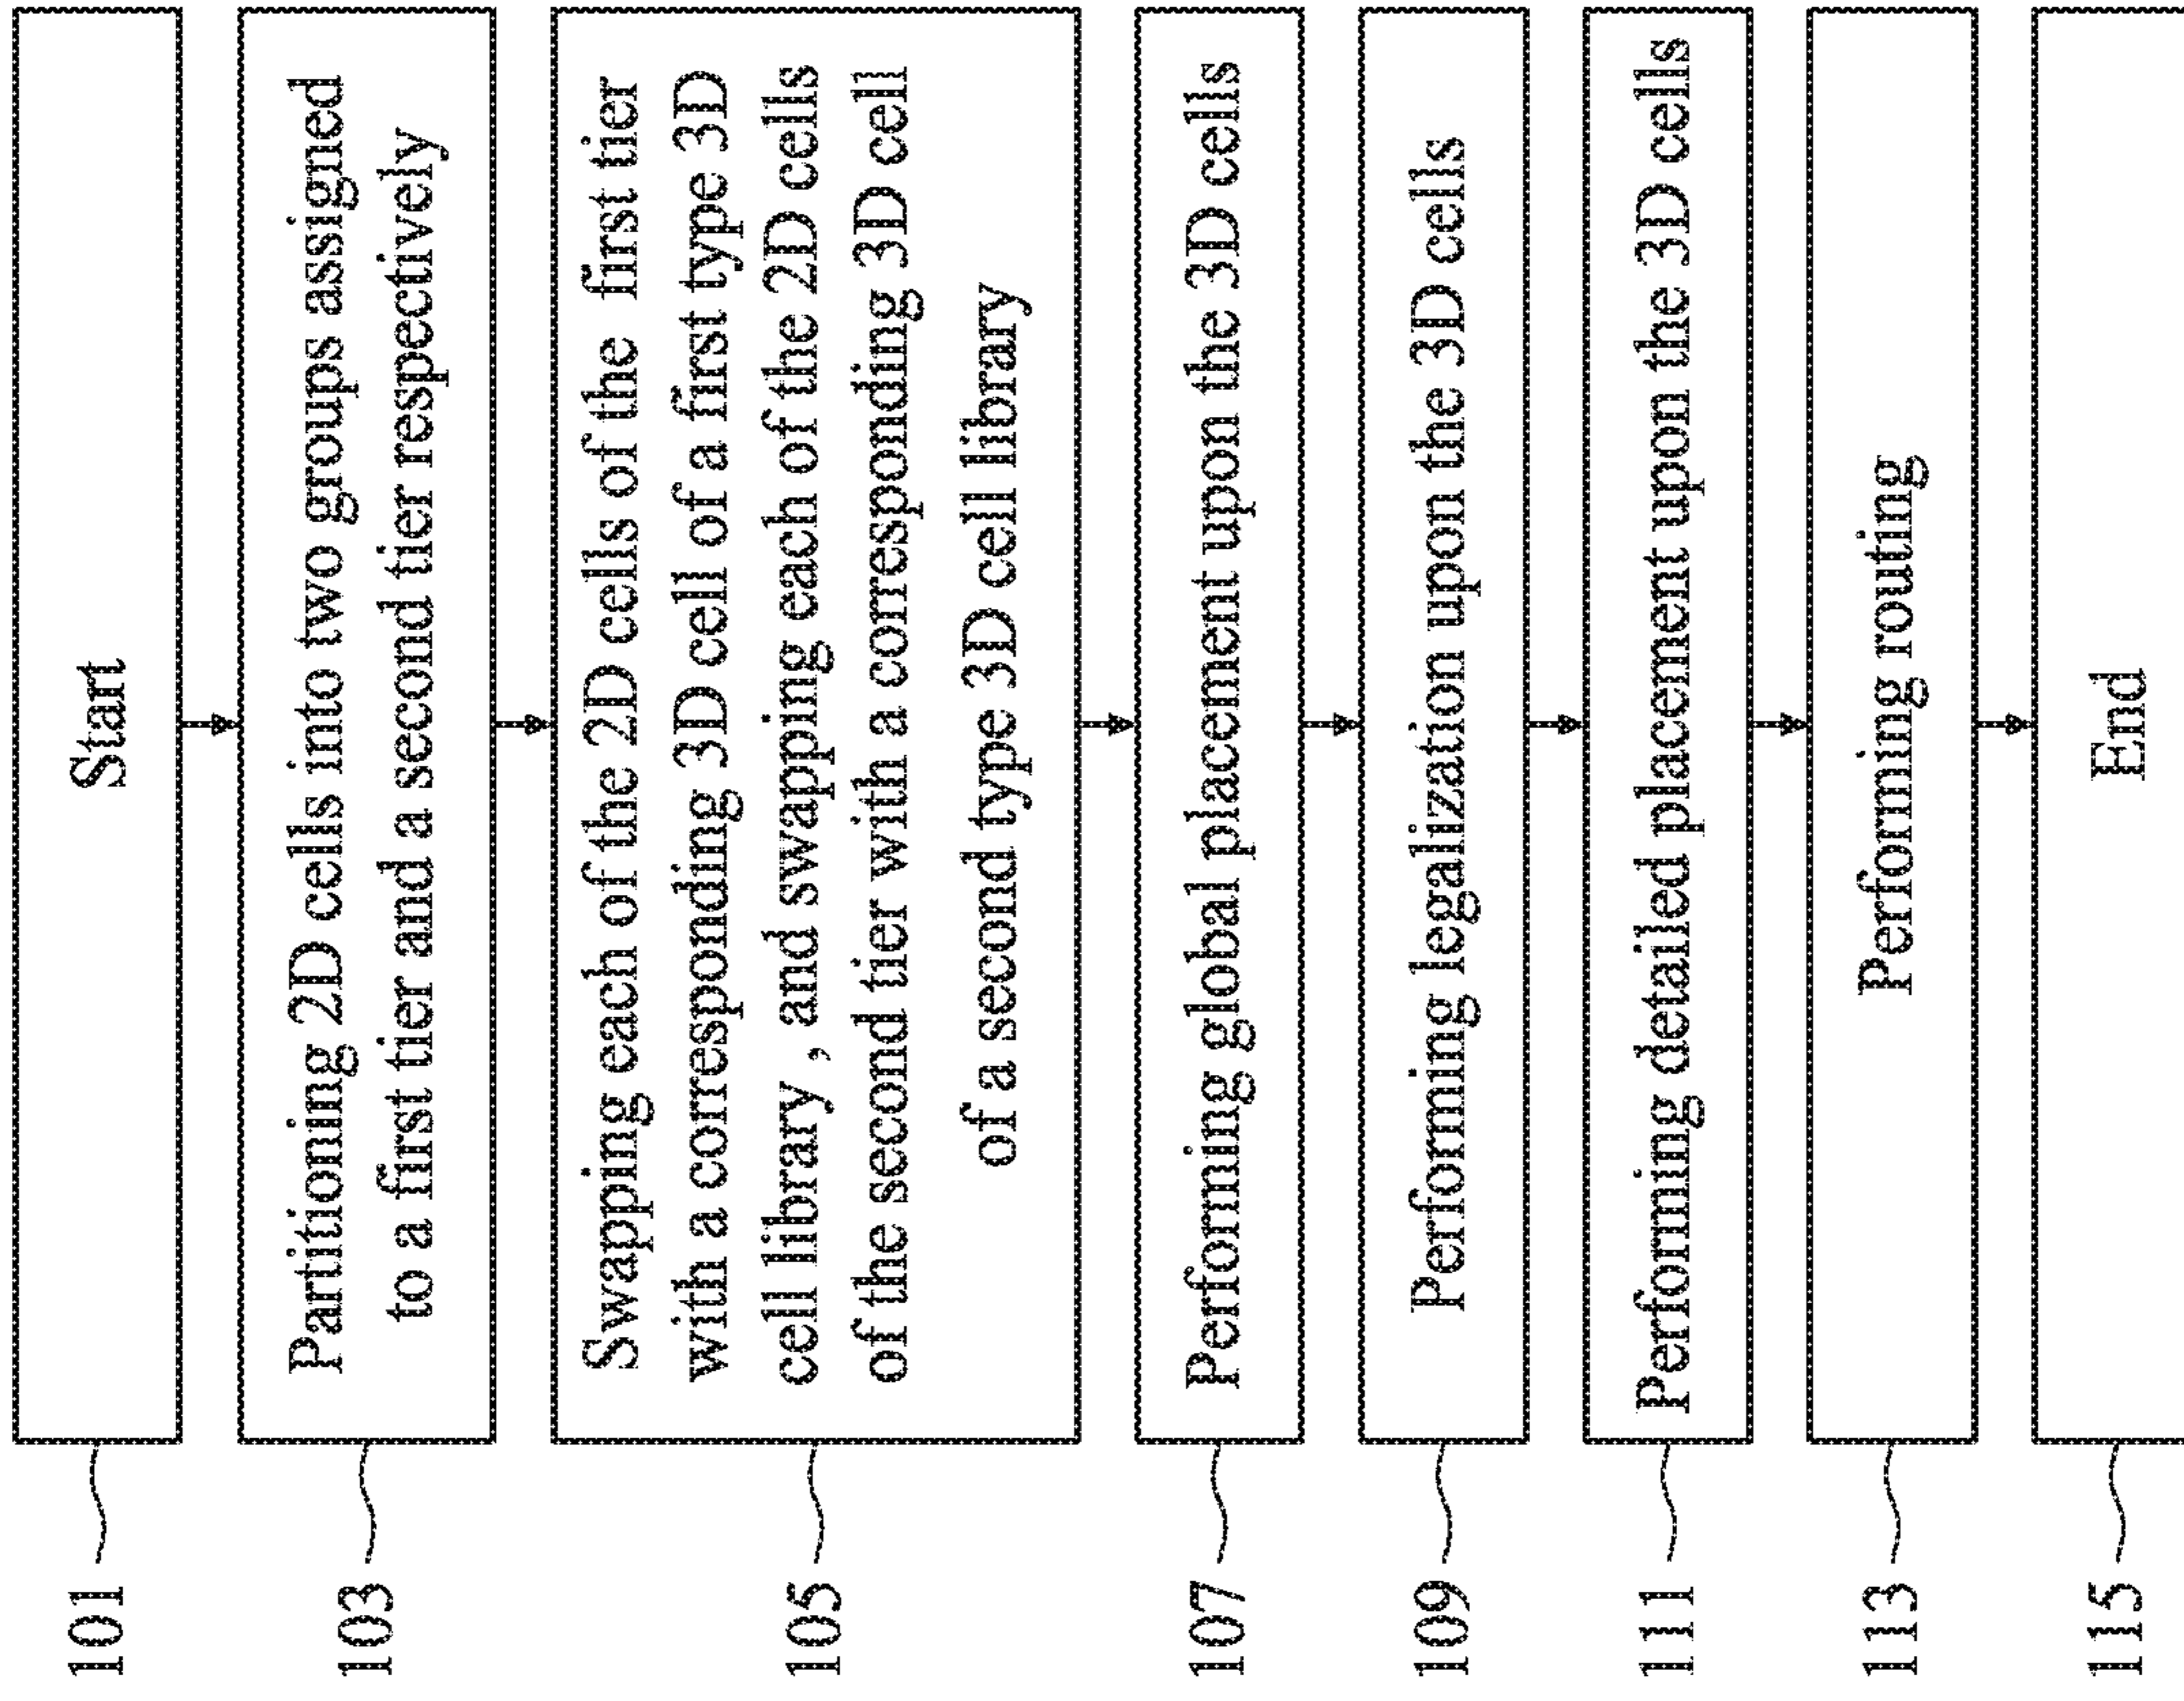 101
Start
103
Partitioning 2D cells into two groups assigned
to a first tier and a second tier respectively
105
Swapping each of the 2D cells of the first tier
with a corresponding 3D cell of a first type 3D
cell library , and swapping each of the 2D cells
of the second tier with a corresponding 3D cell
of a second type 3D cell library
107
Performing global placement upon the 3D cells
109
Performing legalization upon the 3D cells
111
Performing detailed placement upon the 3D cells
113
Performing routing
115
End